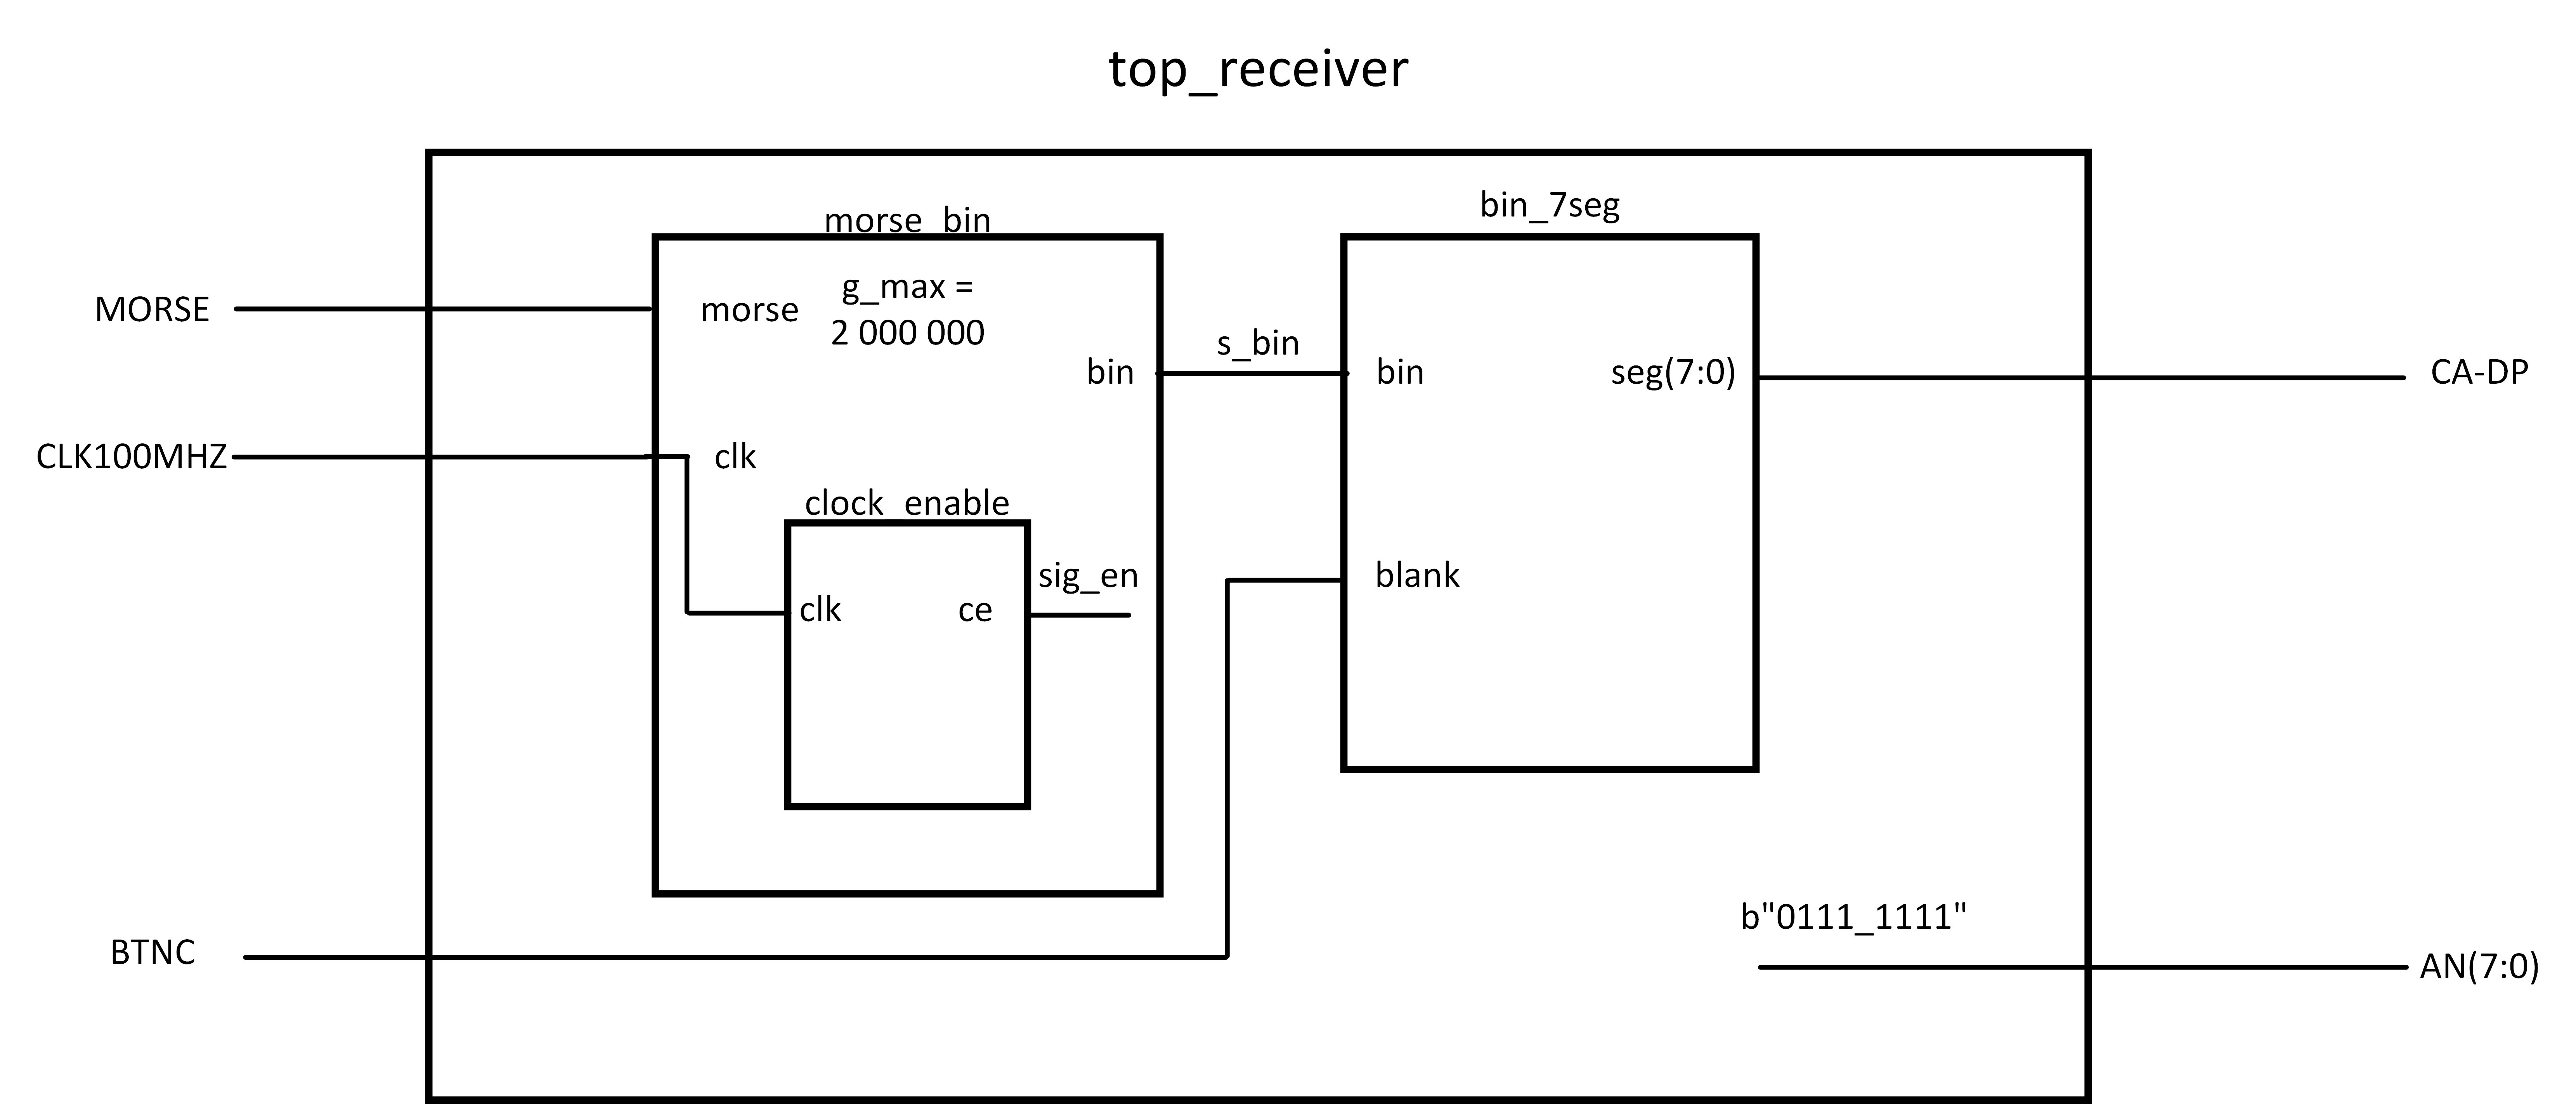 top_receiver
morse_bin
bin_7seg
g_max =
2 000 000
MORSE
morse
s_bin
bin
bin
seg(7:0)
CA-DP
CLK100MHZ
clk
clock_enable
sig_en
blank
clk
ce
b"0111_1111"
BTNC
AN(7:0)